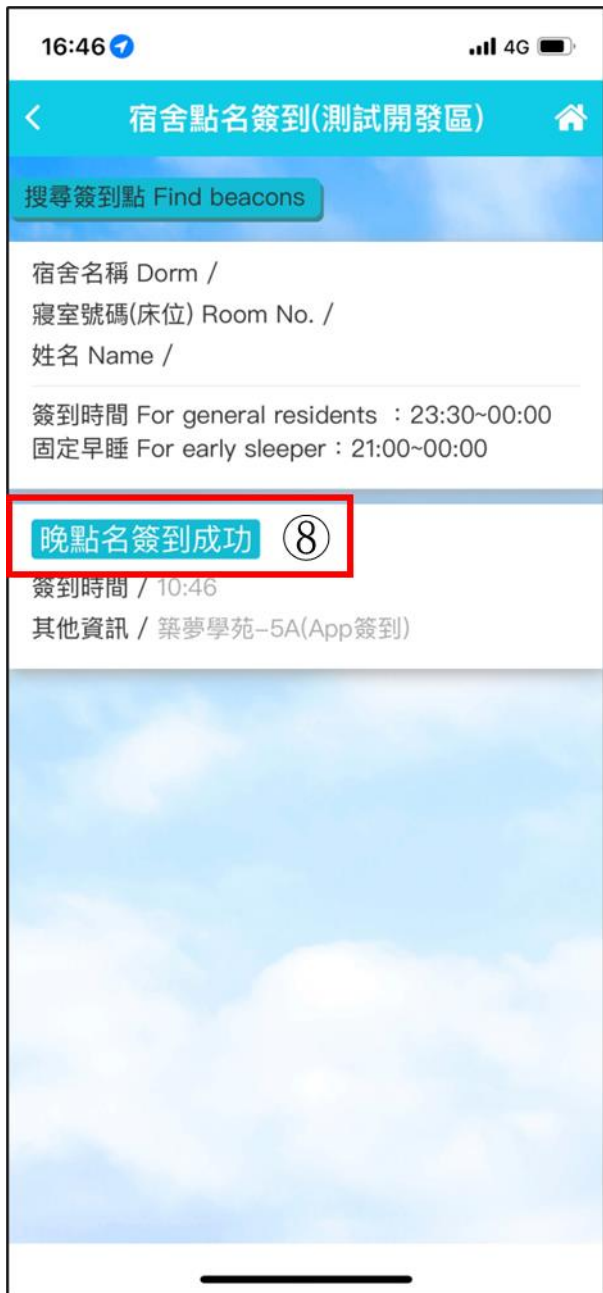 16:46 4G
宿舍點名簽到(測試開發區)
搜尋簽到點 Find beacons
宿舍名稱 Dorm /
寢室號碼(床位) Room No. /
姓名 Name /
簽到時間 For general residents ：23:30~00:00
固定早睡 For early sleeper：21:00~00:00
晚點名簽到成功 ⑧
簽到時間 / 10:46
其他資訊 / 築夢學苑-5A(App簽到)